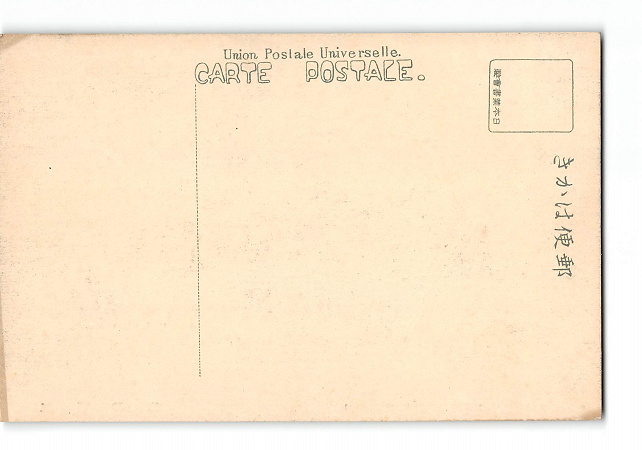 Union Postale Universelle.
CARTE POSTALE.
きかは便郵